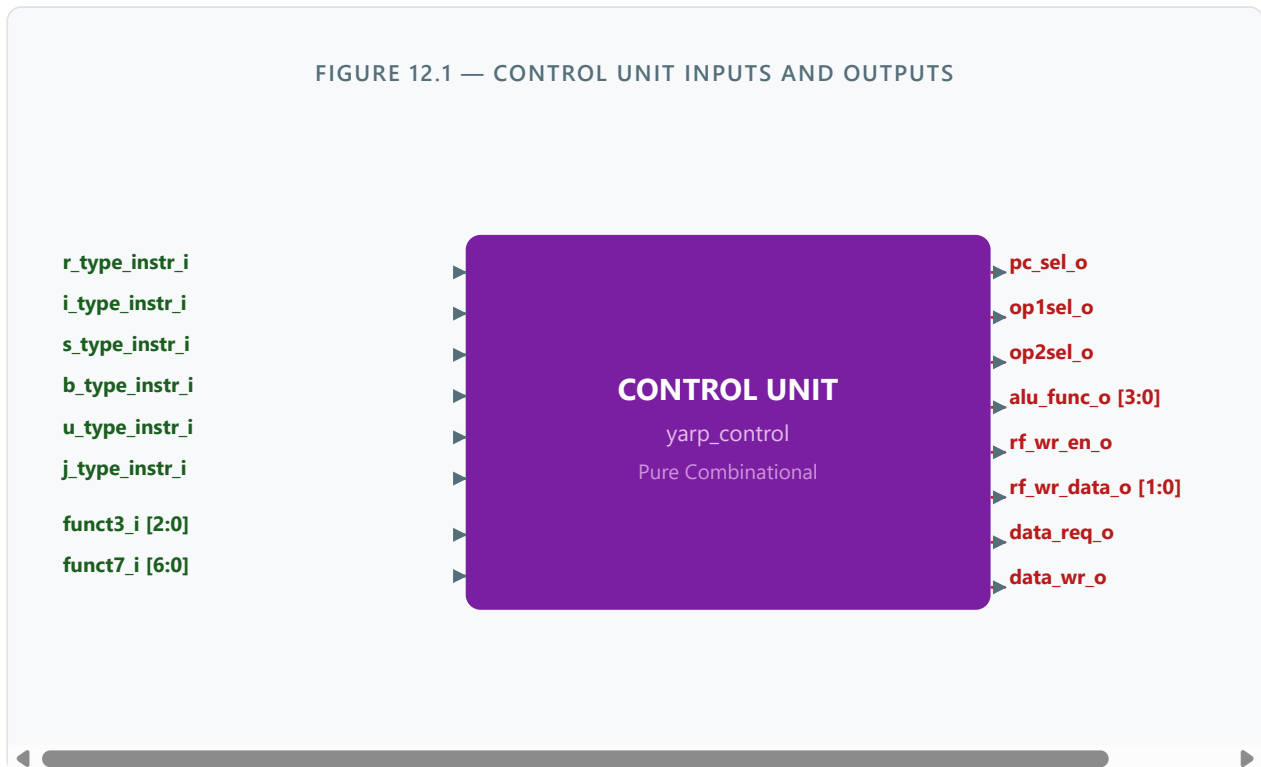 FIGURE 12.1 — CONTROL UNIT INPUTS AND OUTPUTS
r_type_instr_i
i_type_instr_i
s_type_instr_i
b_type_instr_i
u_type_instr_i
j_type_instr_i
funct3_i [2:0]
funct7_i [6:0]
CONTROL UNIT
yarp_control
Pure Combinational
pc_sel_o
op1sel_o
op2sel_o
alu_func_o [3:0]
rf_wr_en_o
rf_wr_data_o [1:0]
data_req_o
data_wr_o